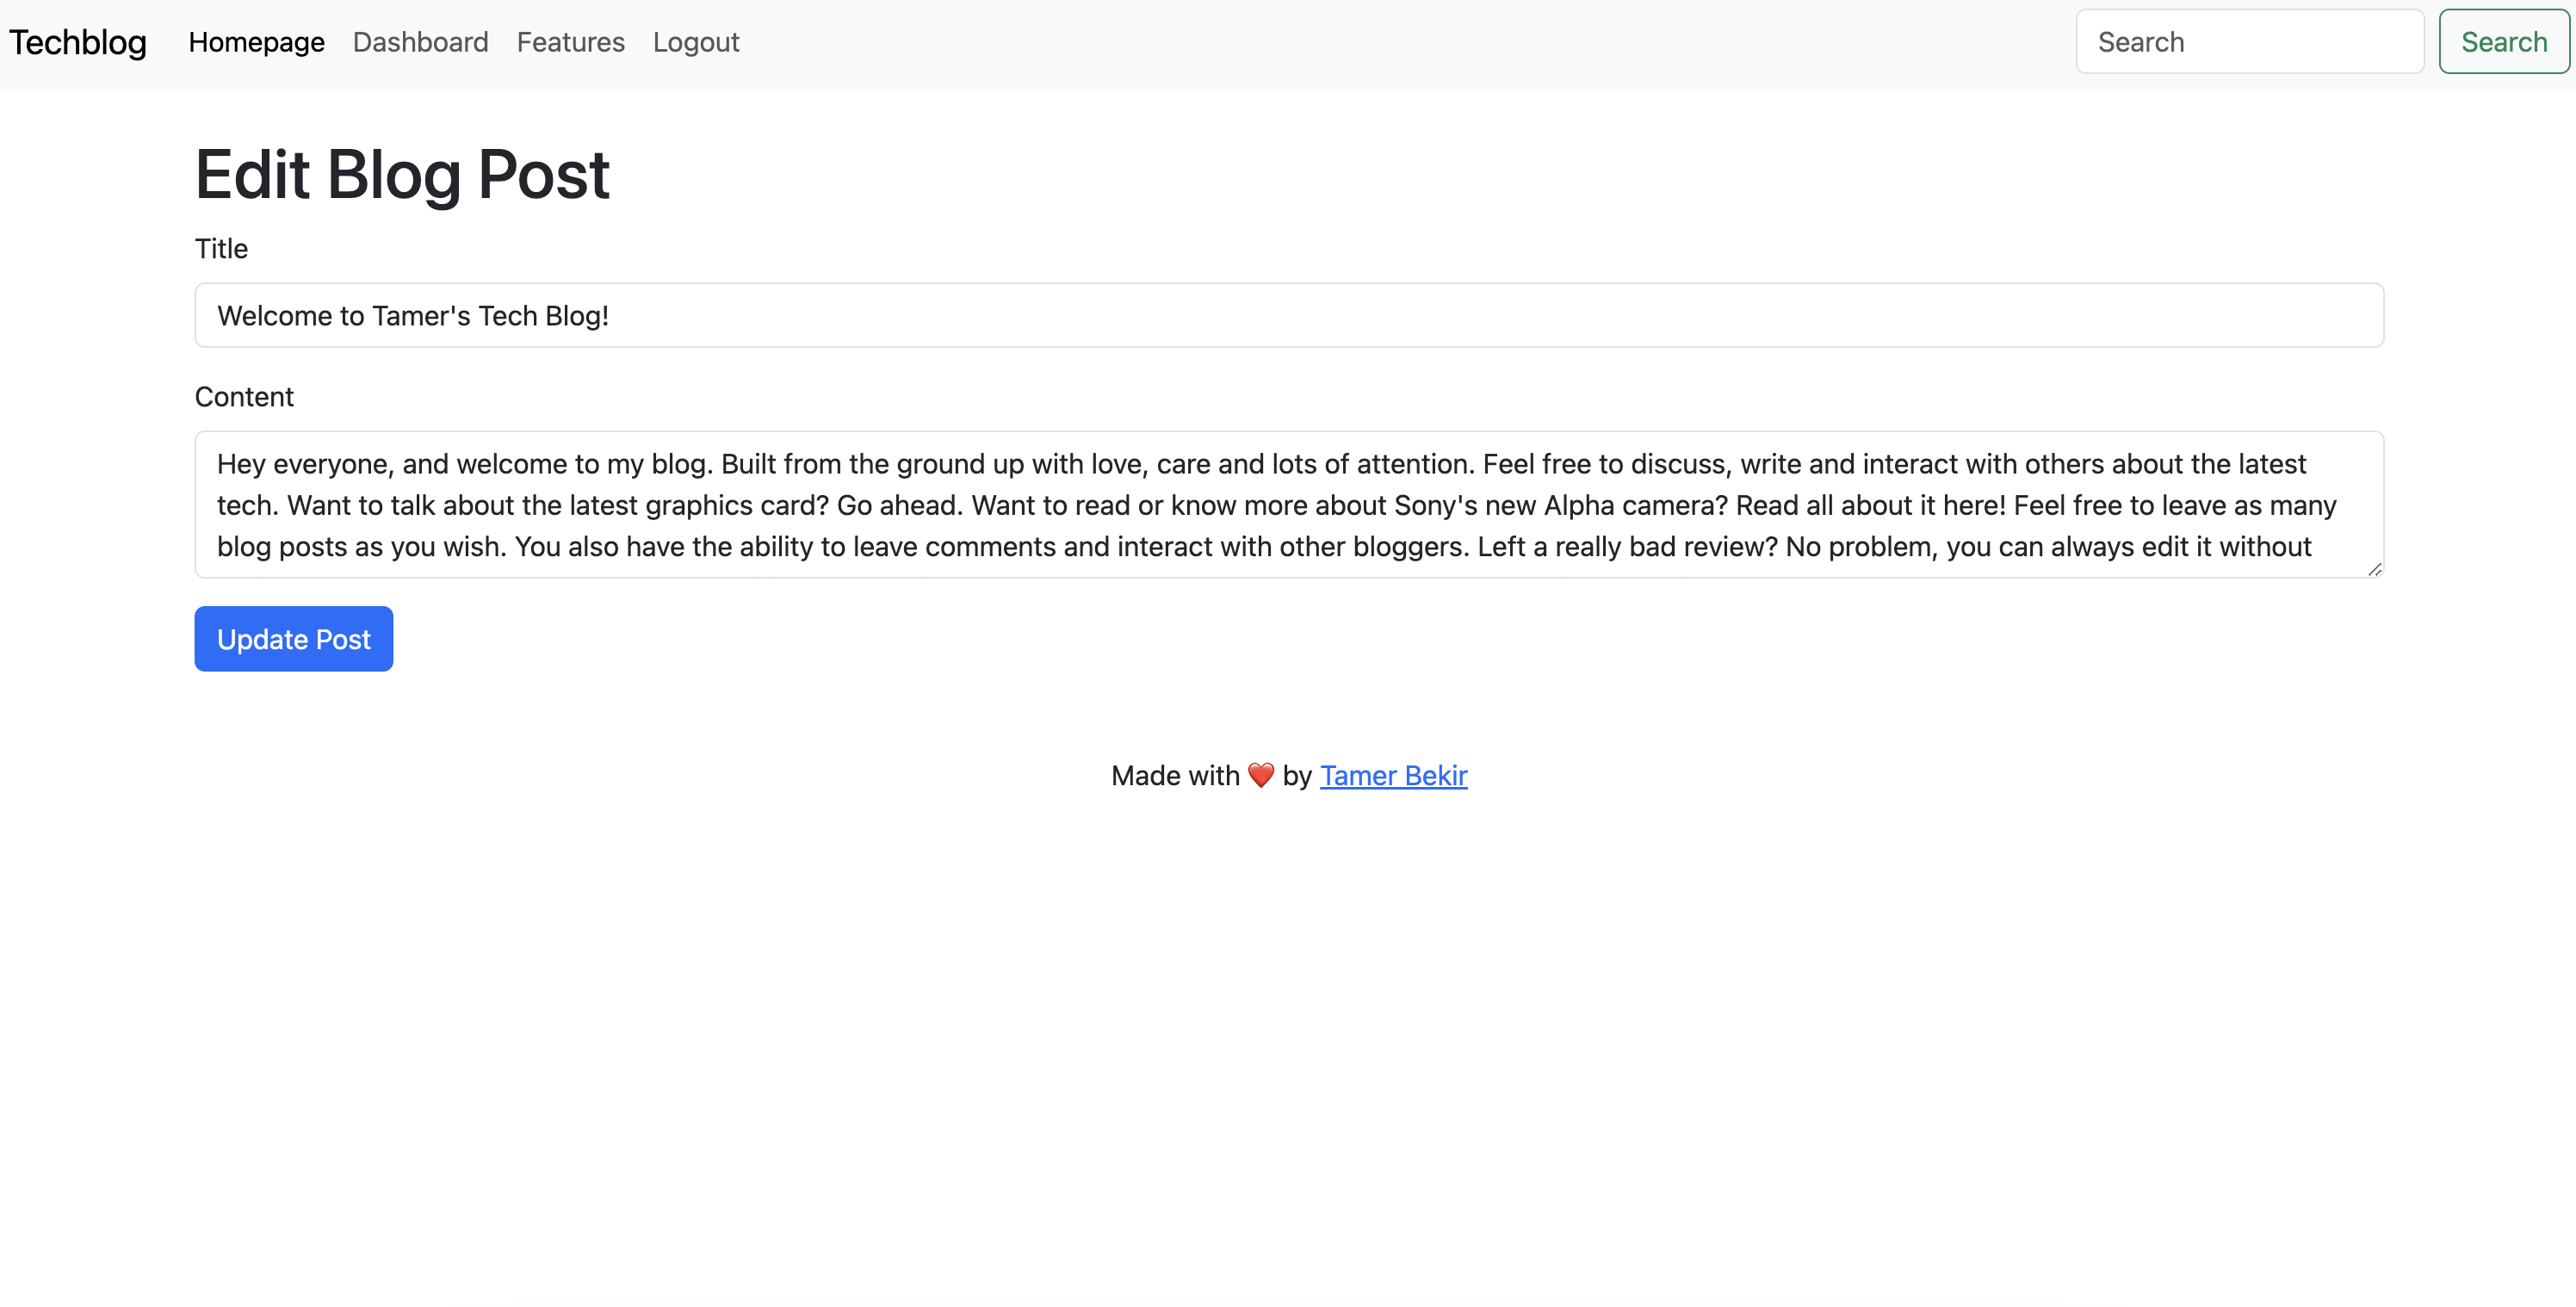 Techblog Homepage Dashboard Features Logout Search Search
Edit Blog Post
Title
Welcome to Tamer's Tech Blog!
Content
Hey everyone, and welcome to my blog. Built from the ground up with love, care and lots of attention. Feel free to discuss, write and interact with others about the latest
tech. Want to talk about the latest graphics card? Go ahead. Want to read or know more about Sony's new Alpha camera? Read all about it here! Feel free to leave as many
blog posts as you wish. You also have the ability to leave comments and interact with other bloggers. Left a really bad review? No problem, you can always edit it without
Update Post
Made with ❤️ by Tamer Bekir